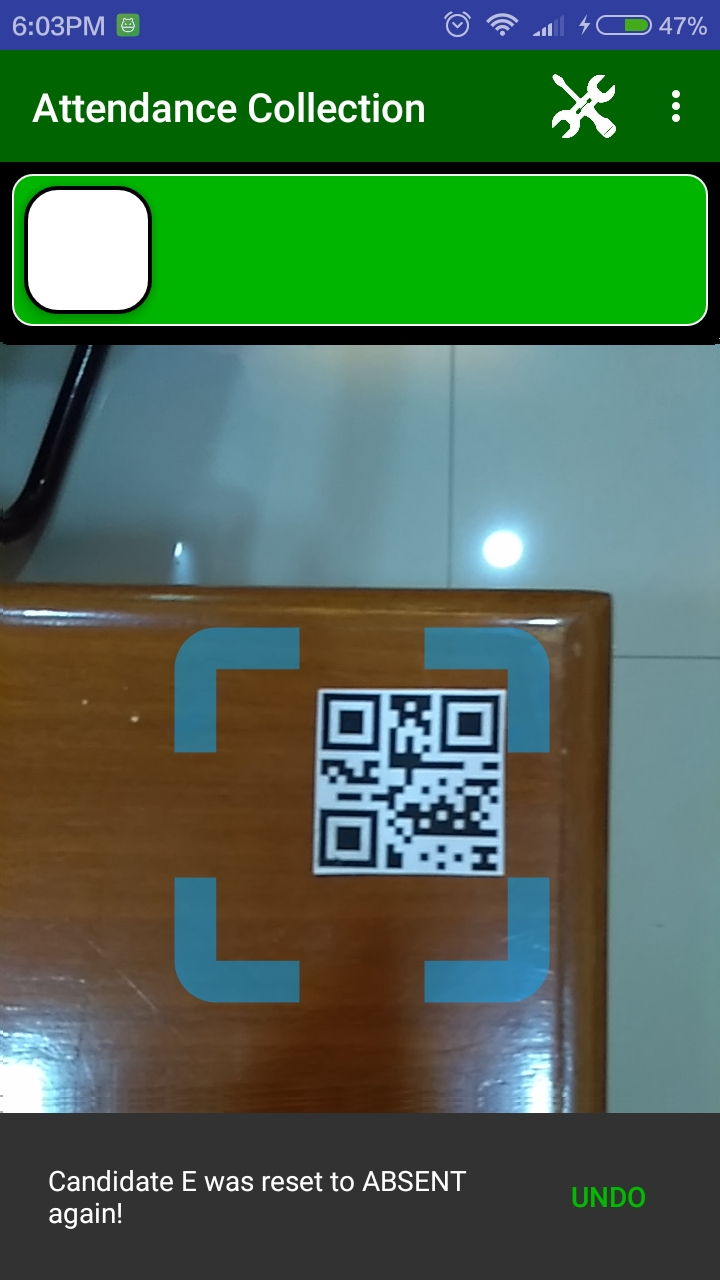 6:03PM
47%
Attendance Collection
Candidate E was reset to ABSENT
again!
UNDO